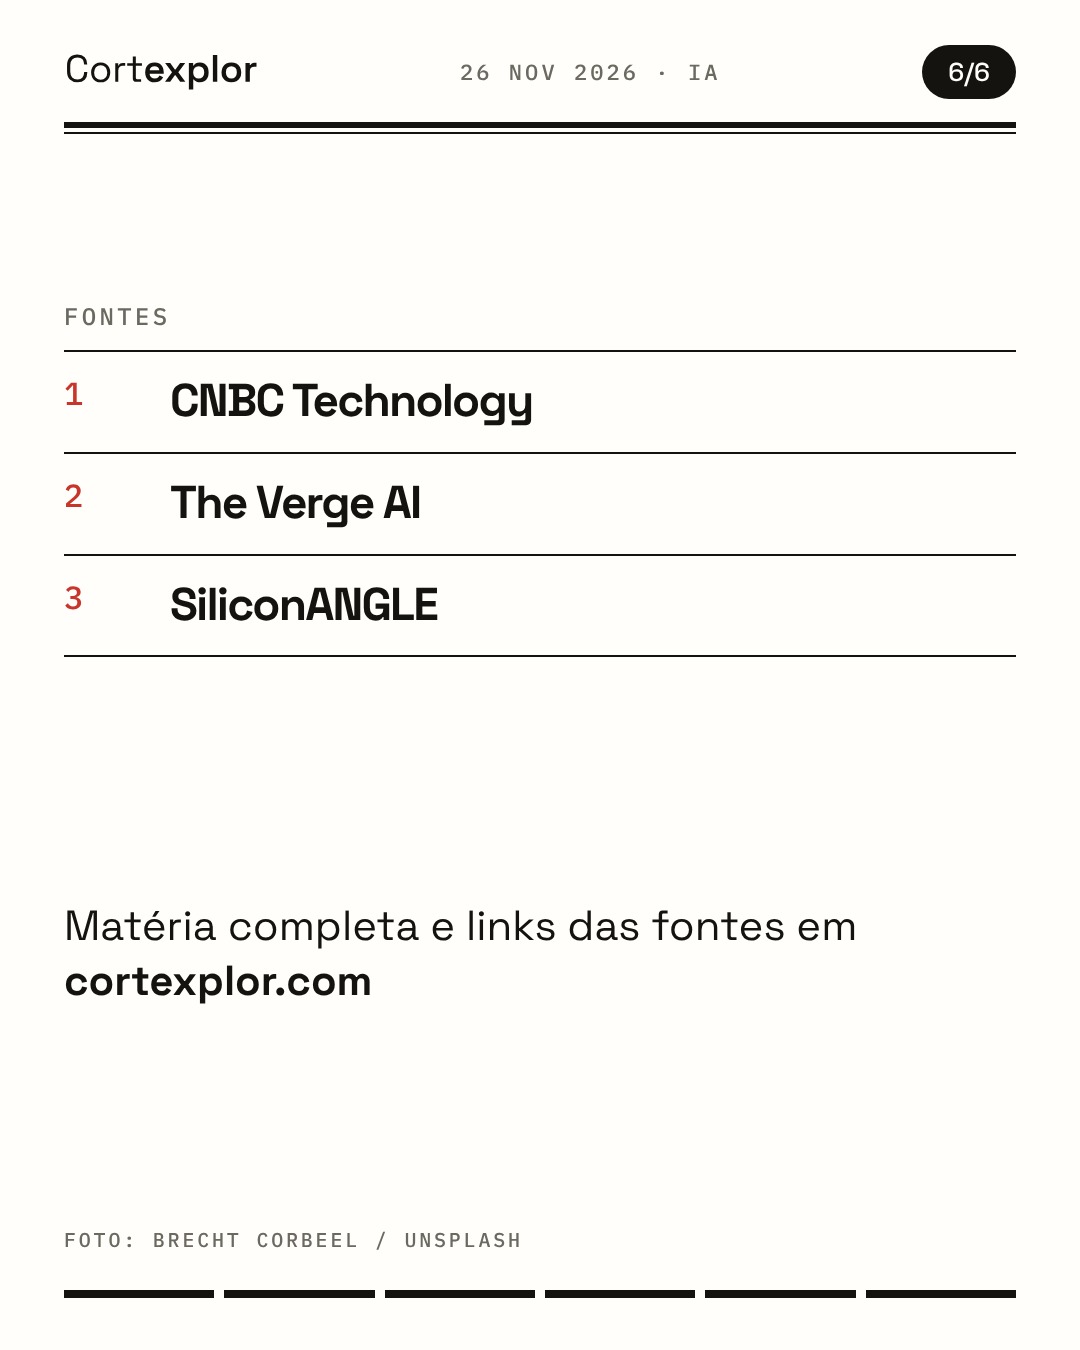 Cortexplor
26 NOV 2026 · IA
6/6
FONTES
1
CNBC Technology
2
The Verge AI
3
SiliconANGLE
Matéria completa e links das fontes em
cortexplor.com
FOTO: BRECHT CORBEEL / UNSPLASH